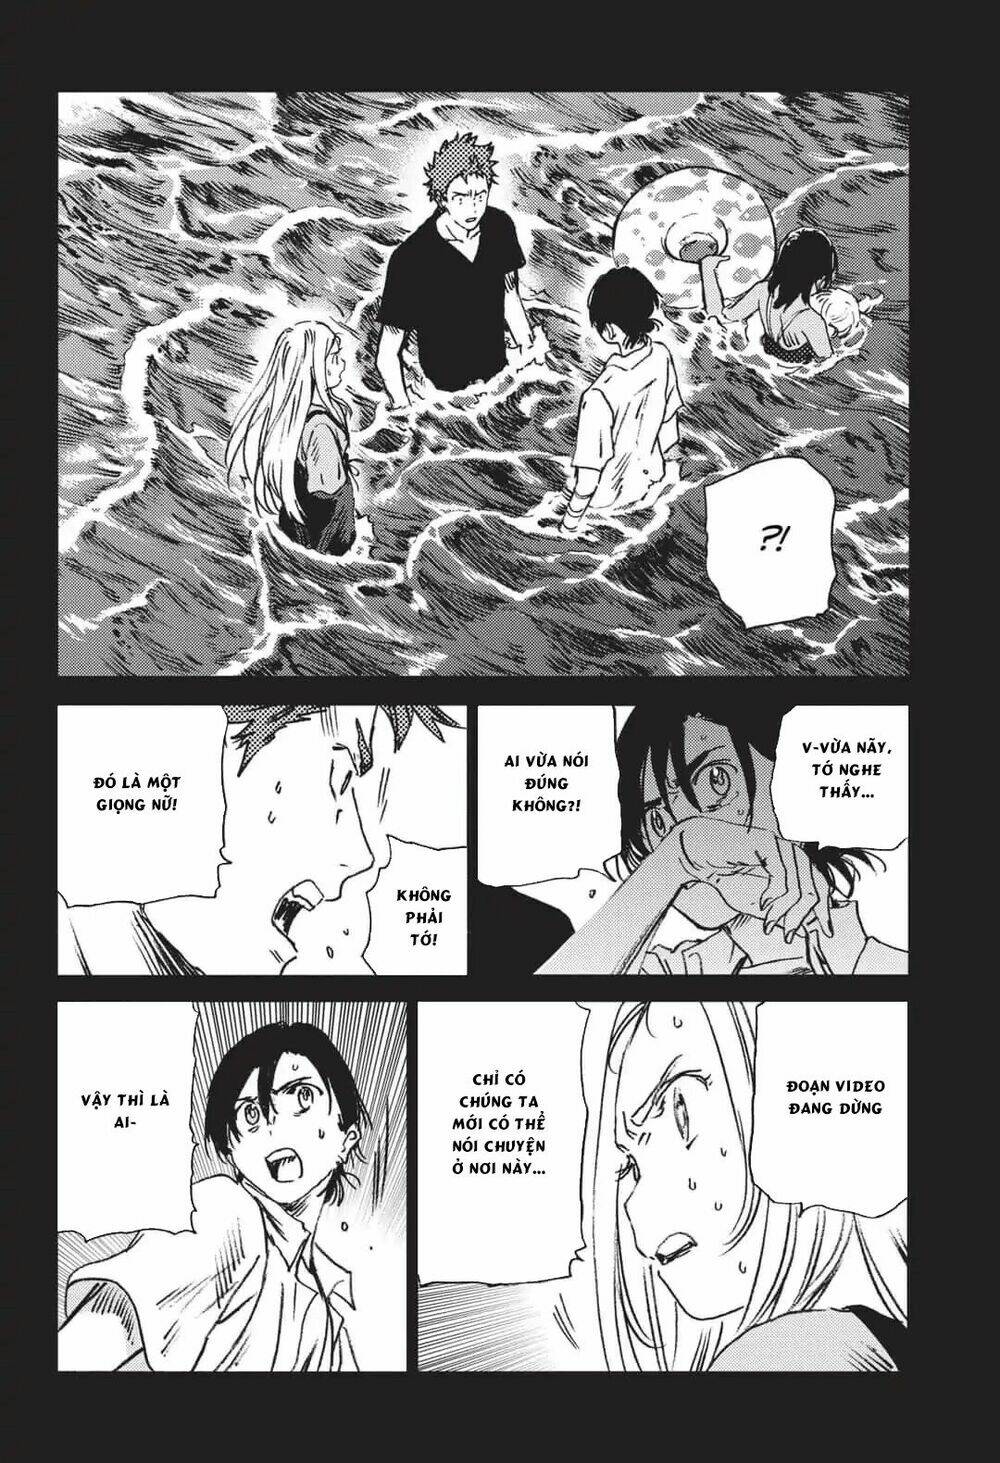 ?!
V-VỪA NÃY,
TỚ NGHE
THẤY...
AI VỪA NÓI
ĐÚNG
KHÔNG?!
ĐÓ LÀ MỘT
GIỌNG NỮ!
KHÔNG
PHẢI
TỚ!
ĐOẠN VIDEO
ĐANG DỪNG
CHỈ CÓ
CHÚNG TA
MỚI CÓ THỂ
NÓI CHUYỆN
Ở NƠI NÀY...
VẬY THÌ LÀ
AI-